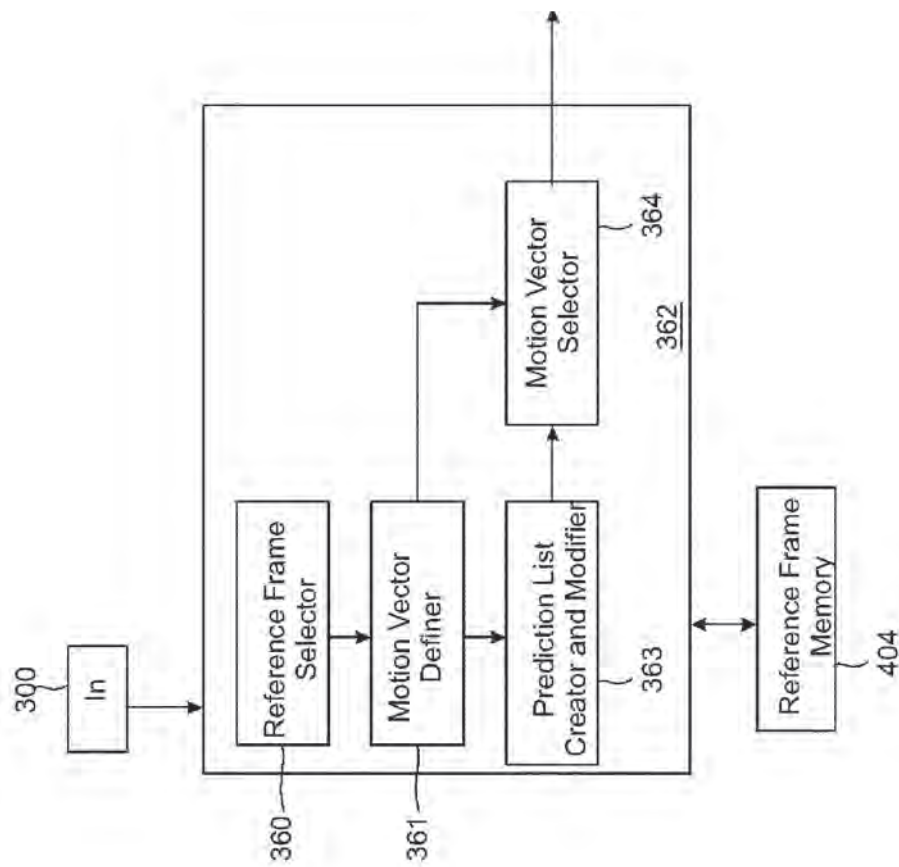 300
In
360
Reference Frame
Selector
361
Motion Vector
Definer
363
Prediction List
Creator and Modifier
Motion Vector
Selector
364
362
Reference Frame
Memory
404